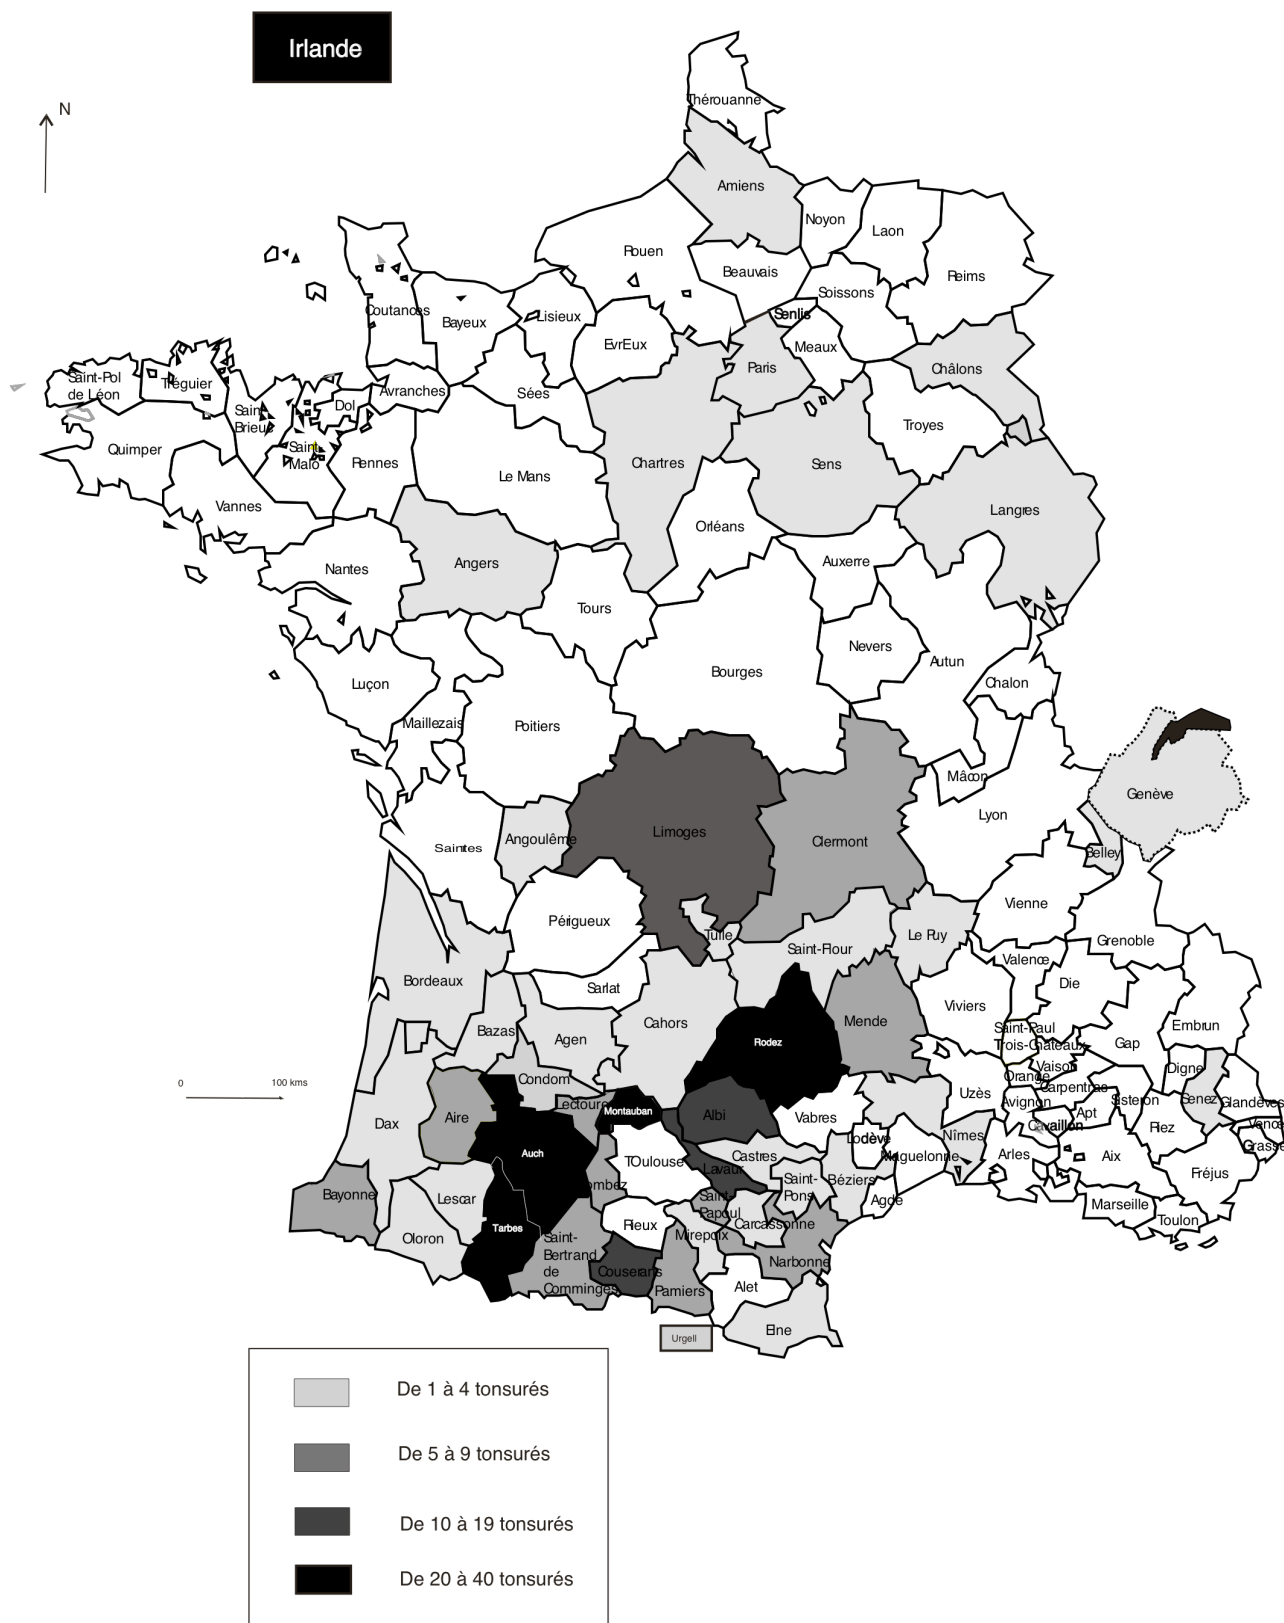 Irlande
N
Thérouanne
Amiens
Noyon
Laon
Rouen
Beauvais
Reims
Soissons
Coutances
Bayeux
Lisieux
Senlis
EvrEux
Meaux
Paris
Châlons
Saint-Pol
de Léon
Tréguier
Avranches
Sées
Dol
Saint
Brieuc
Troyes
Quimper
Saint
Malo
Rennes
Chartres
Sens
Le Mans
Vannes
Langres
Orléans
Angers
Nantes
Auxerre
Tours
Nevers
Autun
Bourges
Luçon
Chalon
Maillezais
Poitiers
Mâcon
Genève
Lyon
Limoges
Angoulême
Clermont
Saintes
Belley
Vienne
Périgueux
Tulle
Le Puy
Saint-Flour
Grenoble
Valence
Bordeaux
Sarlat
Die
Viviers
Cahors
Mende
Bazas
Agen
Rodez
Saint-Paul
Trois-Châteaux
Embrun
Gap
Vaison
Digne
Orange
Condom
0
100 kms
Carpentras
Uzès
Avignon
Sisteron
Senez
Glandèves
Lectoure
Montauban
Albi
Vabres
Apt
Aire
Dax
Cavaillon
Riez
Vence
Nîmes
Lodève
Grasse
Auch
TOulouse
Castres
Maguelonne
Arles
Aix
Lavaur
Fréjus
Saint-
Pons
Béziers
ombez
Bayonne
Lescar
Saint-
Papoul
Agde
Marseille
Toulon
Tarbes
Rieux
Carcassonne
Oloron
Saint-
Bertrand
de
Comminges
Mirepoix
Narbonne
Couserans
Pamiers
Alet
Elne
Urgell
De 1 à 4 tonsurés
De 5 à 9 tonsurés
De 10 à 19 tonsurés
De 20 à 40 tonsurés